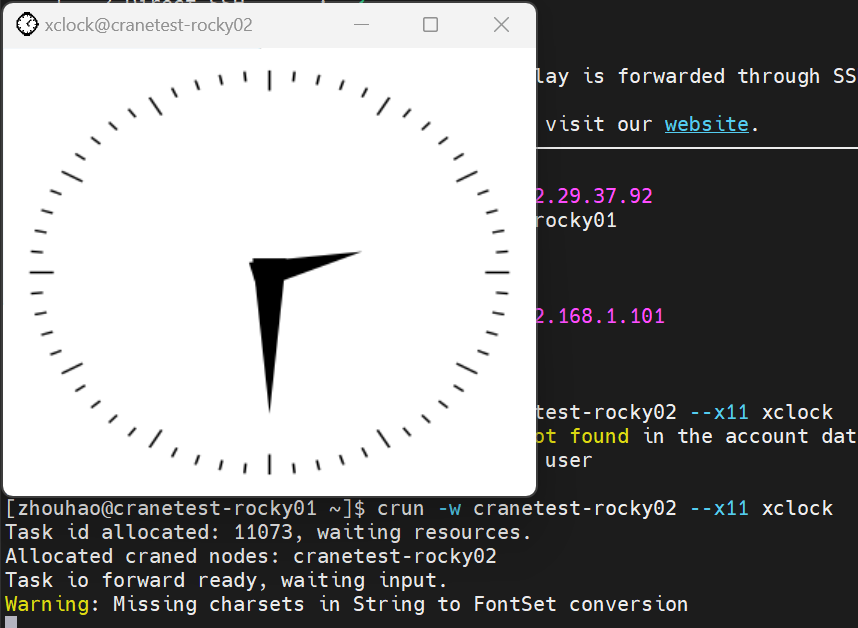 xclock@cranetest-rocky02
lay is forwarded through SS
visit our website.
2.29.37.92
rocky01
2.168.1.101
test-rocky02 --x11 xclock
ot found in the account dat
user
[zhouhao@cranetest-rocky01 ~]$ crun -w cranetest-rocky02 --x11 xclock
Task id allocated: 11073, waiting resources.
Allocated craned nodes: cranetest-rocky02
Task io forward ready, waiting input.
Warning: Missing charsets in String to FontSet conversion